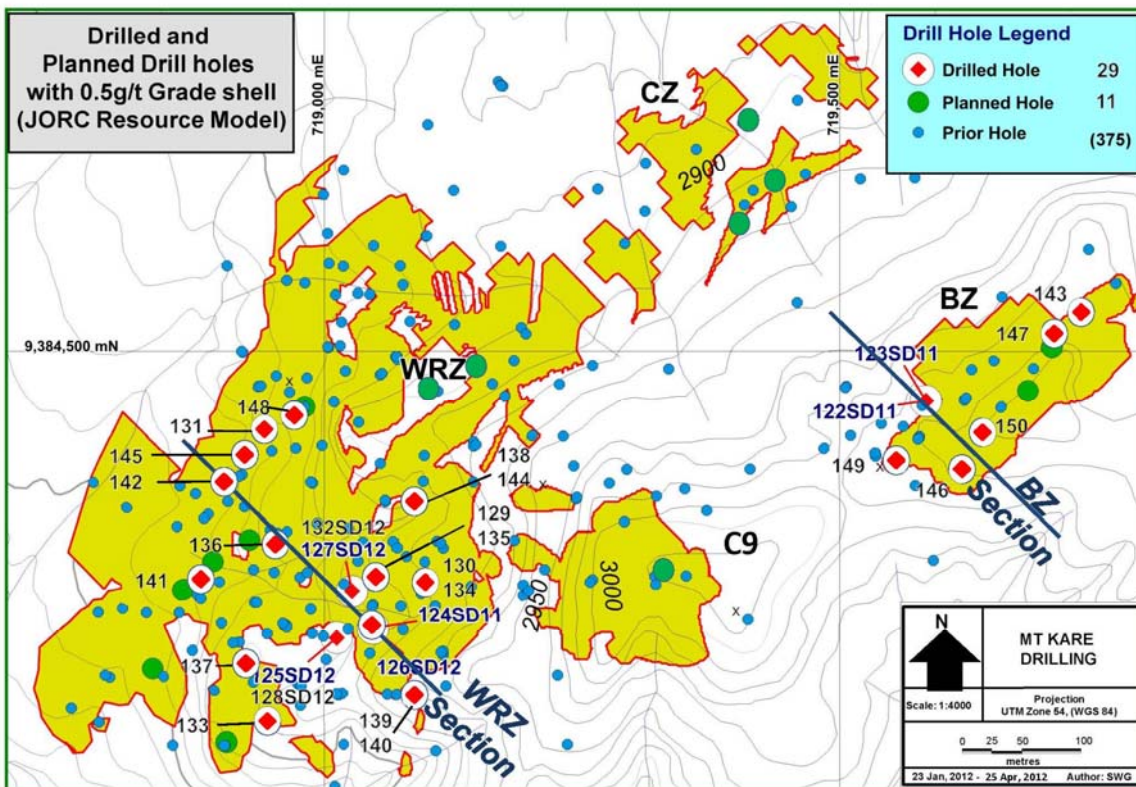 Drilled and
Planned Drill holes
with 0.5g/t Grade shell
(JORC Resource Model)
719,000 mE
719,500 mE
Drill Hole Legend
Drilled Hole 29
Planned Hole 11
Prior Hole (375)
CZ
2900
BZ
143
147
9,384,500 mN
123SD11
122SD11
WRZ
x
148
131
145
142
138
144
150
149
x
146
BZ
Section
x
129
135
132SD12
127SD12
136
C9
130
134
141
2950
3000
x
124SD11
126SD12
137
125SD12
128SD12
133
139
140
WRZ
Section
N
MT KARE
DRILLING
Scale: 1:4000
Projection
UTM Zone 54, (WGS 84)
0 25 50 100
metres
23 Jan, 2012 - 25 Apr, 2012 Author: SWG